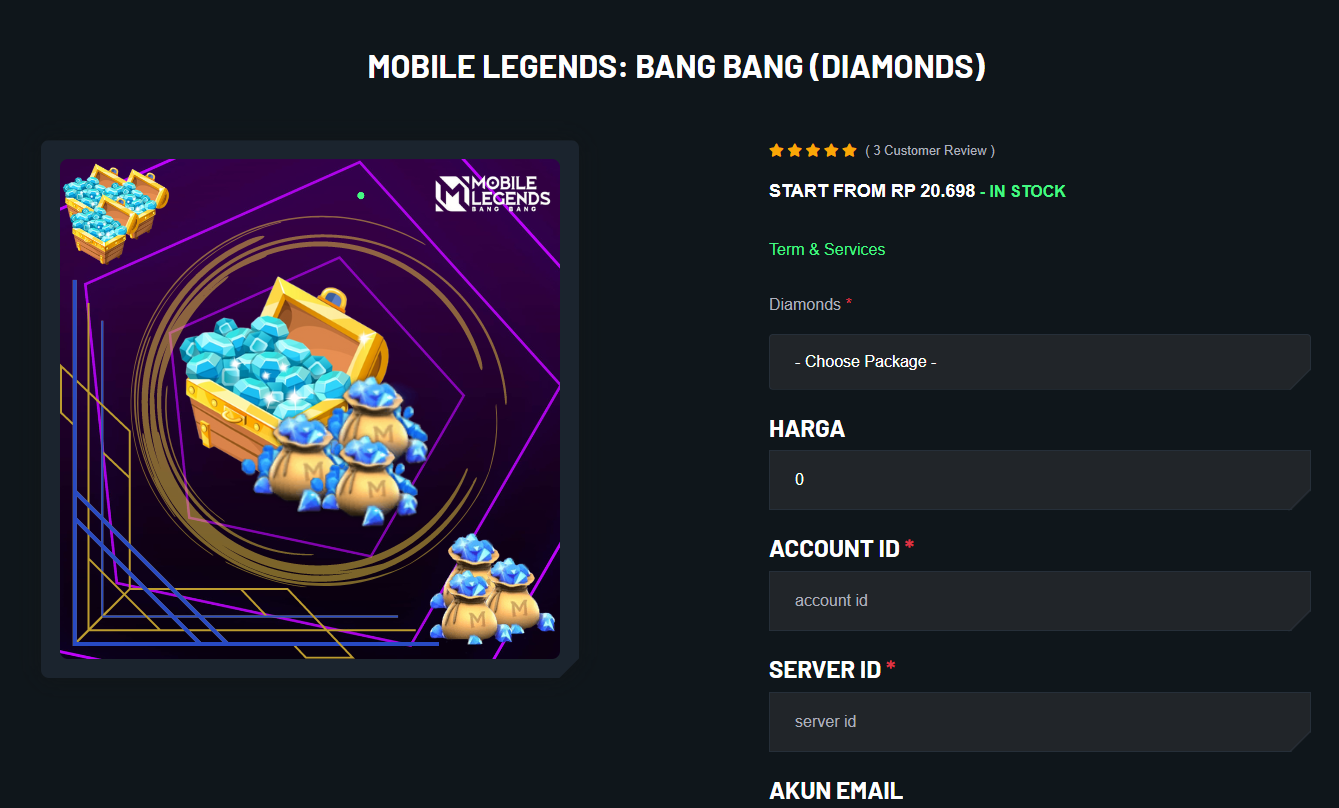 MOBILE LEGENDS: BANG BANG (DIAMONDS)
MOBILE
LEGENDS
BANG BANG
M
M
M
M
M
( 3 Customer Review )
START FROM RP 20.698 - IN STOCK
Term & Services
Diamonds *
- Choose Package -
HARGA
0
ACCOUNT ID *
account id
SERVER ID *
server id
AKUN EMAIL